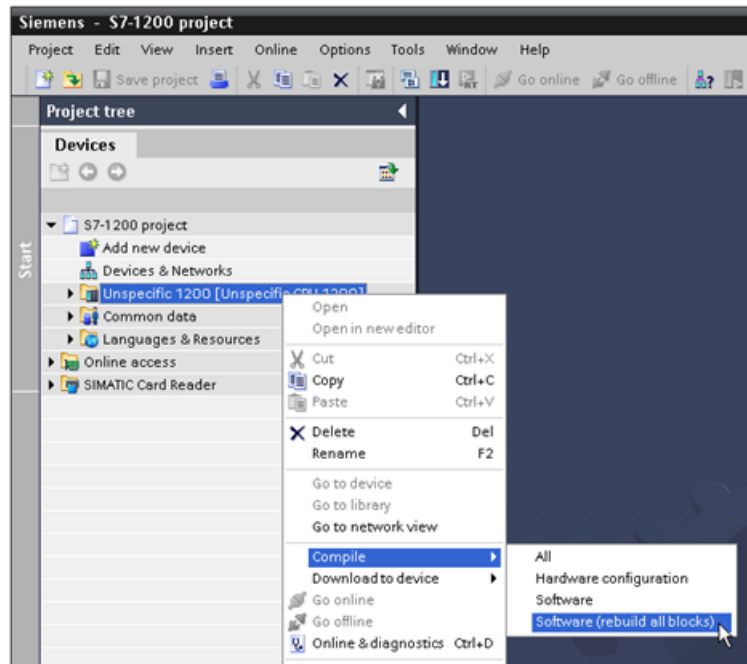 Siemens - S7-1200 project
Project Edit View Insert Online Options Tools Window Help
Save project Go online Go offline
Project tree
Devices
Start
S7-1200 project
Add new device
Devices & Networks
Unspecific 1200 [Unspecific CPU 1200]
Common data
Languages & Resources
Online access
SIMATIC Card Reader
Open
Open in new editor
Cut Ctrl+X
Copy Ctrl+C
Paste Ctrl+V
Delete Del
Rename F2
Go to device
Go to library
Go to network view
Compile
Download to device
Go online
Go offline
Online & diagnostics Ctrl+D
All
Hardware configuration
Software
Software (rebuild all blocks)